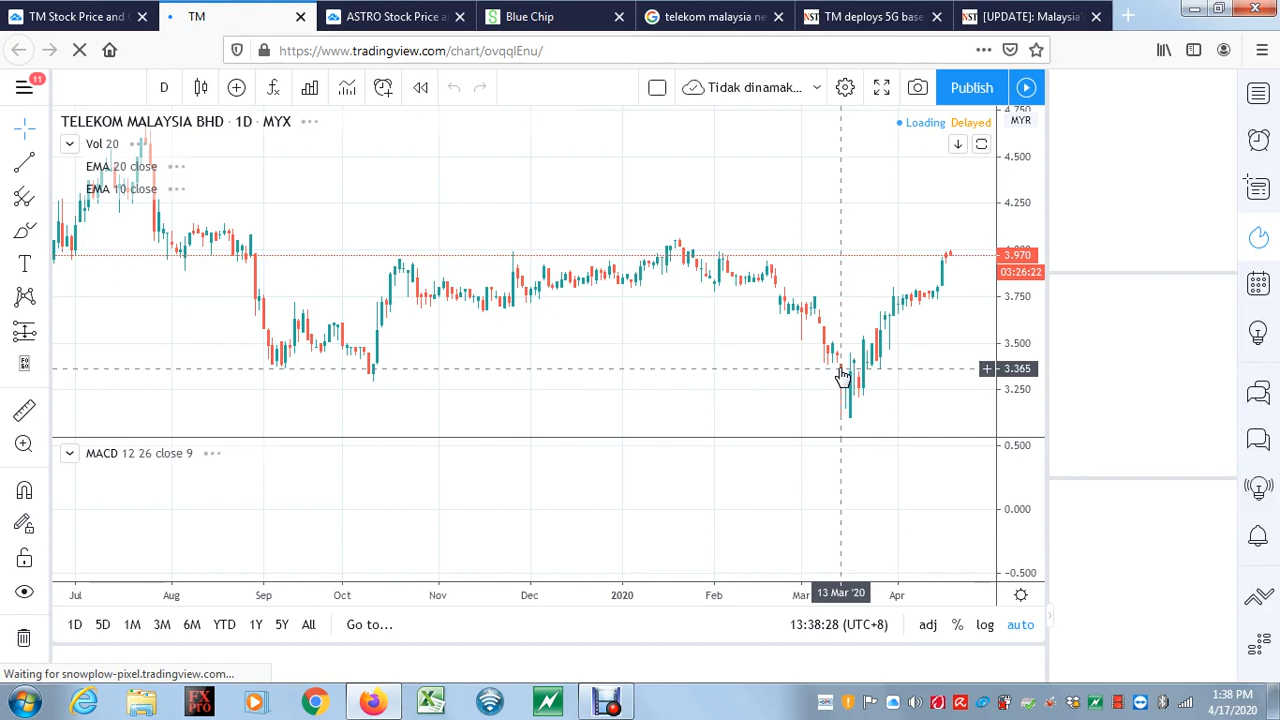 TM Stock Price and C
TM
ASTRO Stock Price a
Blue Chip
telekom malaysia ne
TM deploys 5G base
[UPDATE]: Malaysia'
https://www.tradingview.com/chart/ovqqlEnu/
11
D
Tidak dinamak...
Publish
TELEKOM MALAYSIA BHD · 1D · MYX
Loading Delayed
MYR
Vol 20
EMA 20 close
EMA 10 close
4.750
4.500
4.250
3.970
03:26:22
3.750
3.500
3.365
3.250
MACD 12 26 close 9
0.500
0.000
-0.500
Jul Aug Sep Oct Nov Dec 2020 Feb Mar 13 Mar '20 Apr
1D 5D 1M 3M 6M YTD 1Y 5Y All Go to... 13:38:28 (UTC+8) adj % log auto
Waiting for snowplow-pixel.tradingview.com...
FX
PRO
1:38 PM
4/17/2020